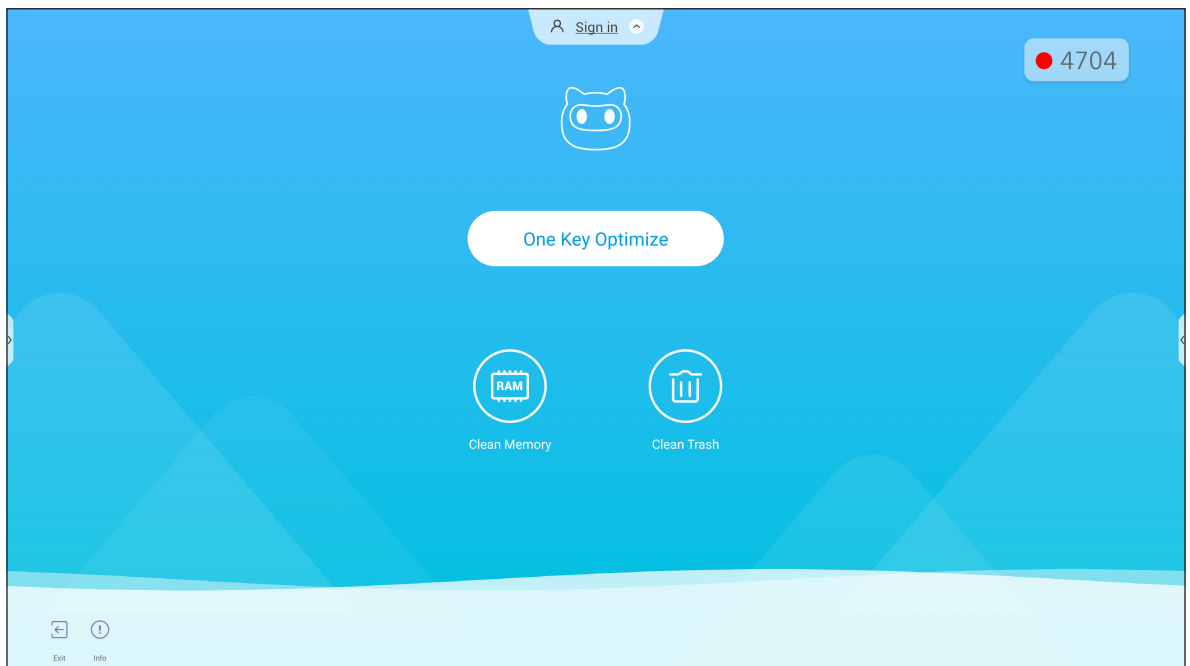 Sign in
4704
One Key Optimize
RAM
Clean Memory
Clean Trash
Exit
Info